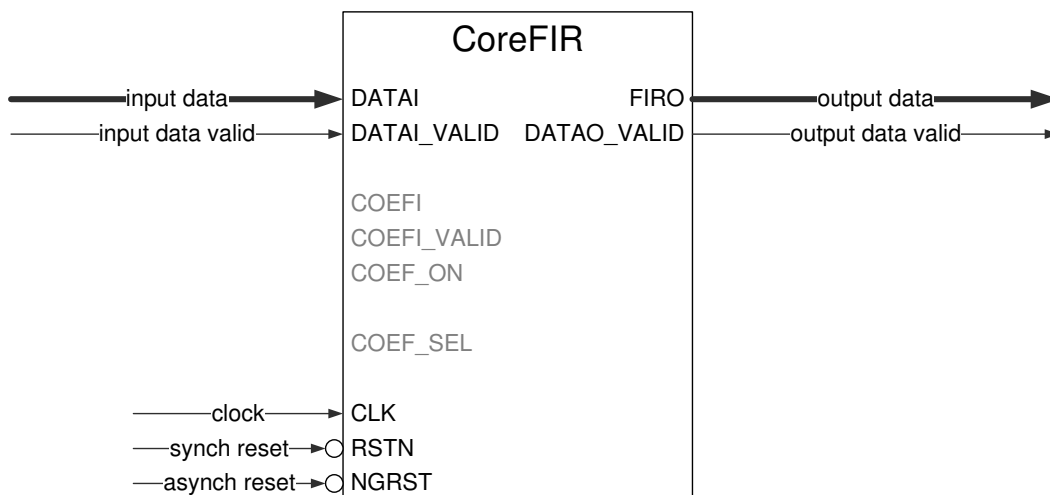 CoreFIR
input data DATAI FIRO output data
input data valid DATAI_VALID DATAO_VALID output data valid
COEFI
COEFI_VALID
COEF_ON
COEF_SEL
clock CLK
synch reset RSTN
asynch reset NGRST